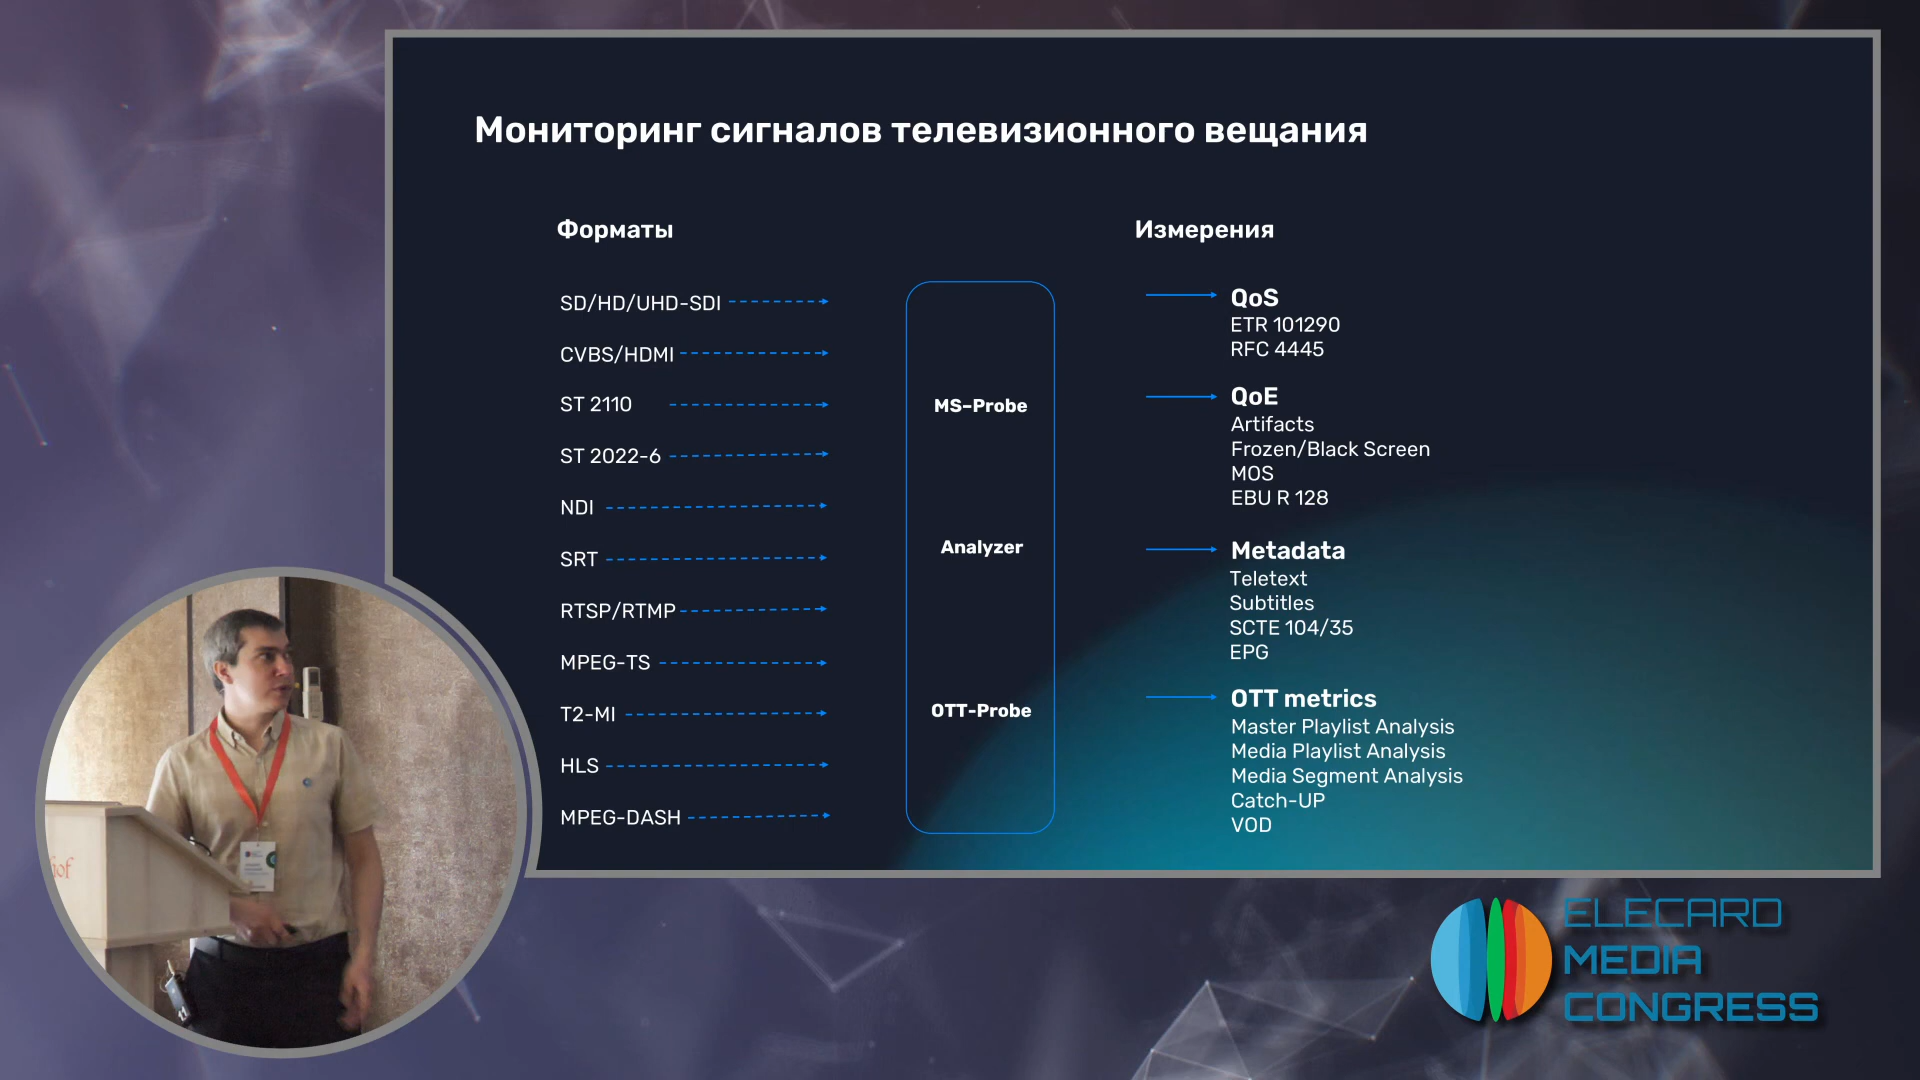 Мониторинг сигналов телевизионного вещания
Форматы
SD/HD/UHD-SDI
CVBS/HDMI
ST 2110
ST 2022-6
NDI
SRT
RTSP/RTMP
MPEG-TS
T2-MI
HLS
MPEG-DASH
MS-Probe
Analyzer
OTT-Probe
Измерения
QoS
ETR 101290
RFC 4445
QoE
Artifacts
Frozen/Black Screen
MOS
EBU R 128
Metadata
Teletext
Subtitles
SCTE 104/35
EPG
OTT metrics
Master Playlist Analysis
Media Playlist Analysis
Media Segment Analysis
Catch-UP
VOD
ELECARD
MEDIA
CONGRESS